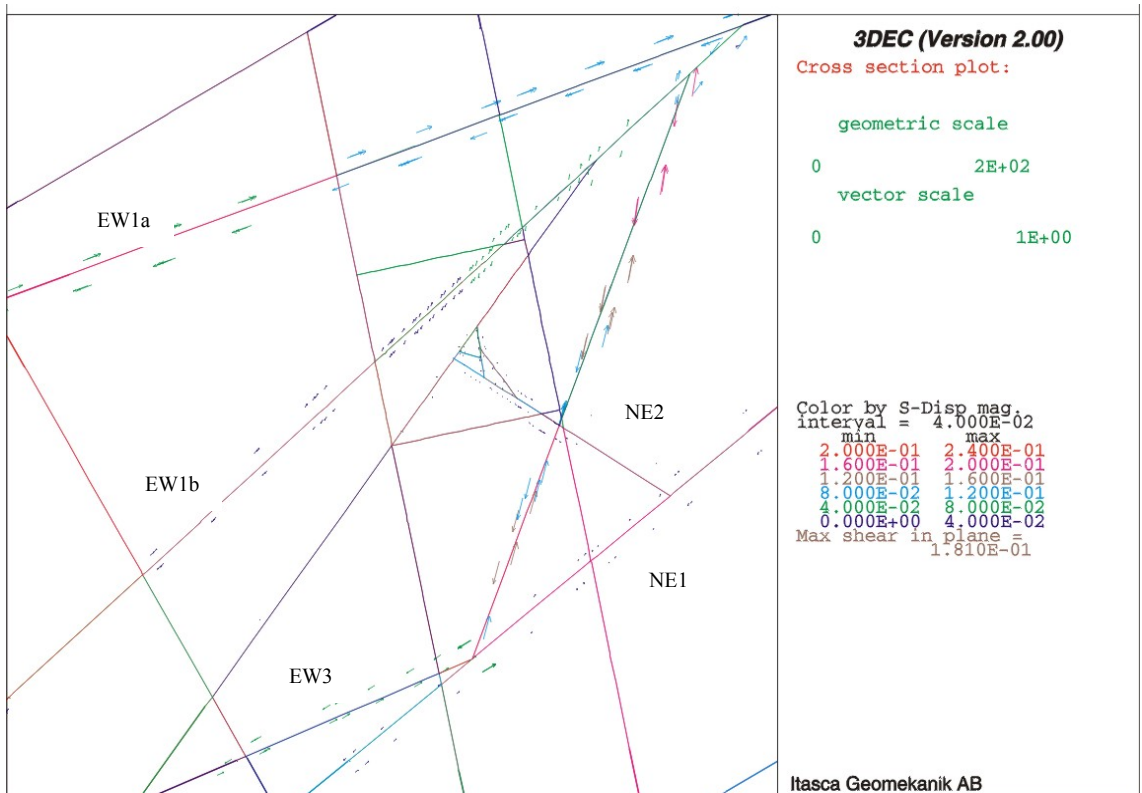 3DEC (Version 2.00)
Cross section plot:
geometric scale
0 2E+02
vector scale
0 1E+00
Color by S-Disp mag.
interval = 4.000E-02
min max
2.000E-01 2.400E-01
1.600E-01 2.000E-01
1.200E-01 1.600E-01
8.000E-02 1.200E-01
4.000E-02 8.000E-02
0.000E+00 4.000E-02
Max shear in plane =
1.810E-01
Itasca Geomekanik AB
EW1a
NE2
EW1b
NE1
EW3